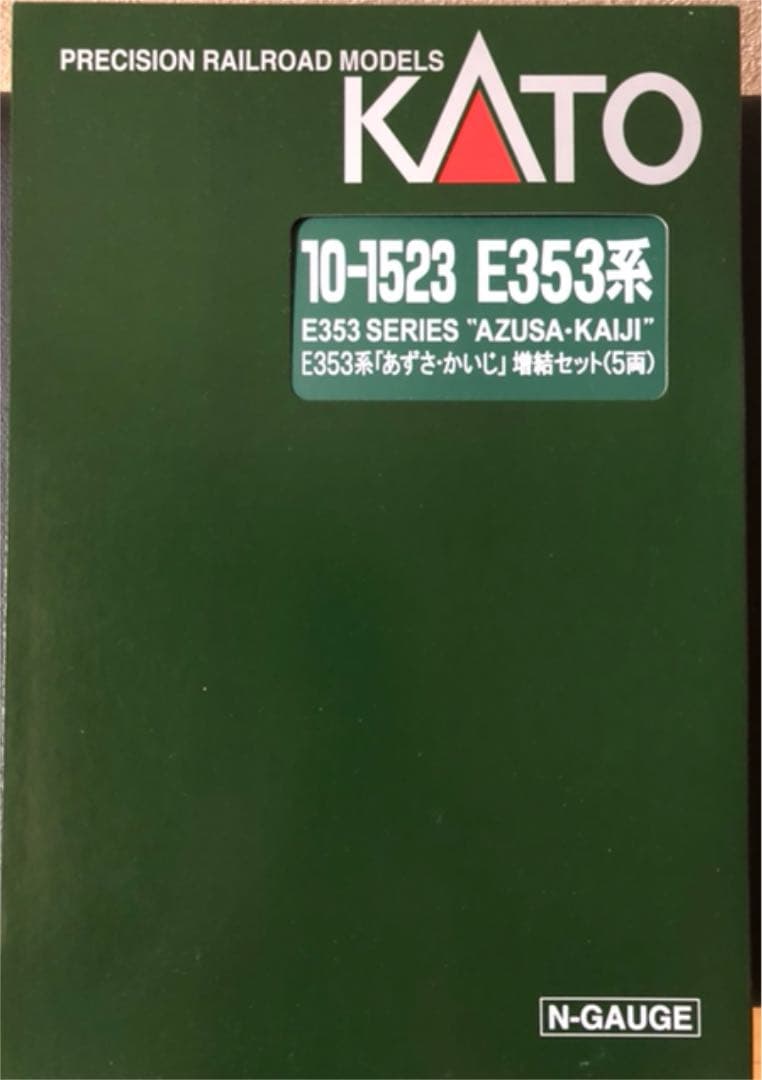 PRECISION RAILROAD MODELS
KATO
10-1523 E353系
E353 SERIES "AZUSA・KAIJI"
E353系「あずさ・かいじ」増結セット(5両)
N-GAUGE